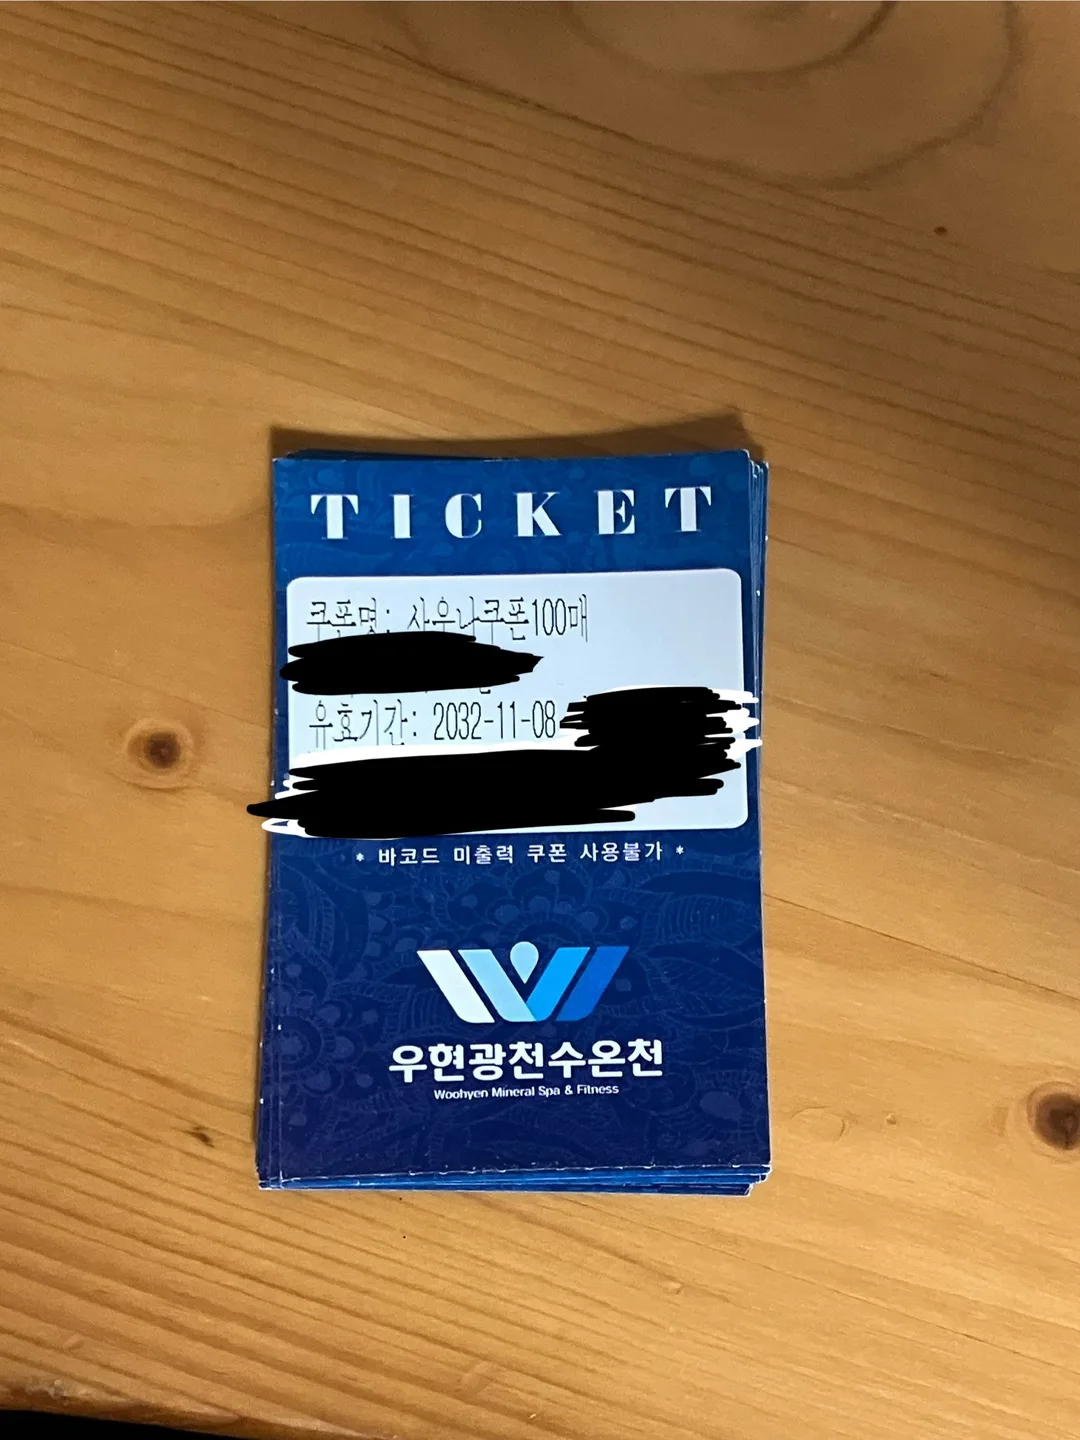 TICKET
쿠폰명: 사우나쿠폰100매
유효기간: 2032-11-08
* 바코드 미출력 쿠폰 사용불가 *
우현광천수온천
Woohyen Mineral Spa & Fitness